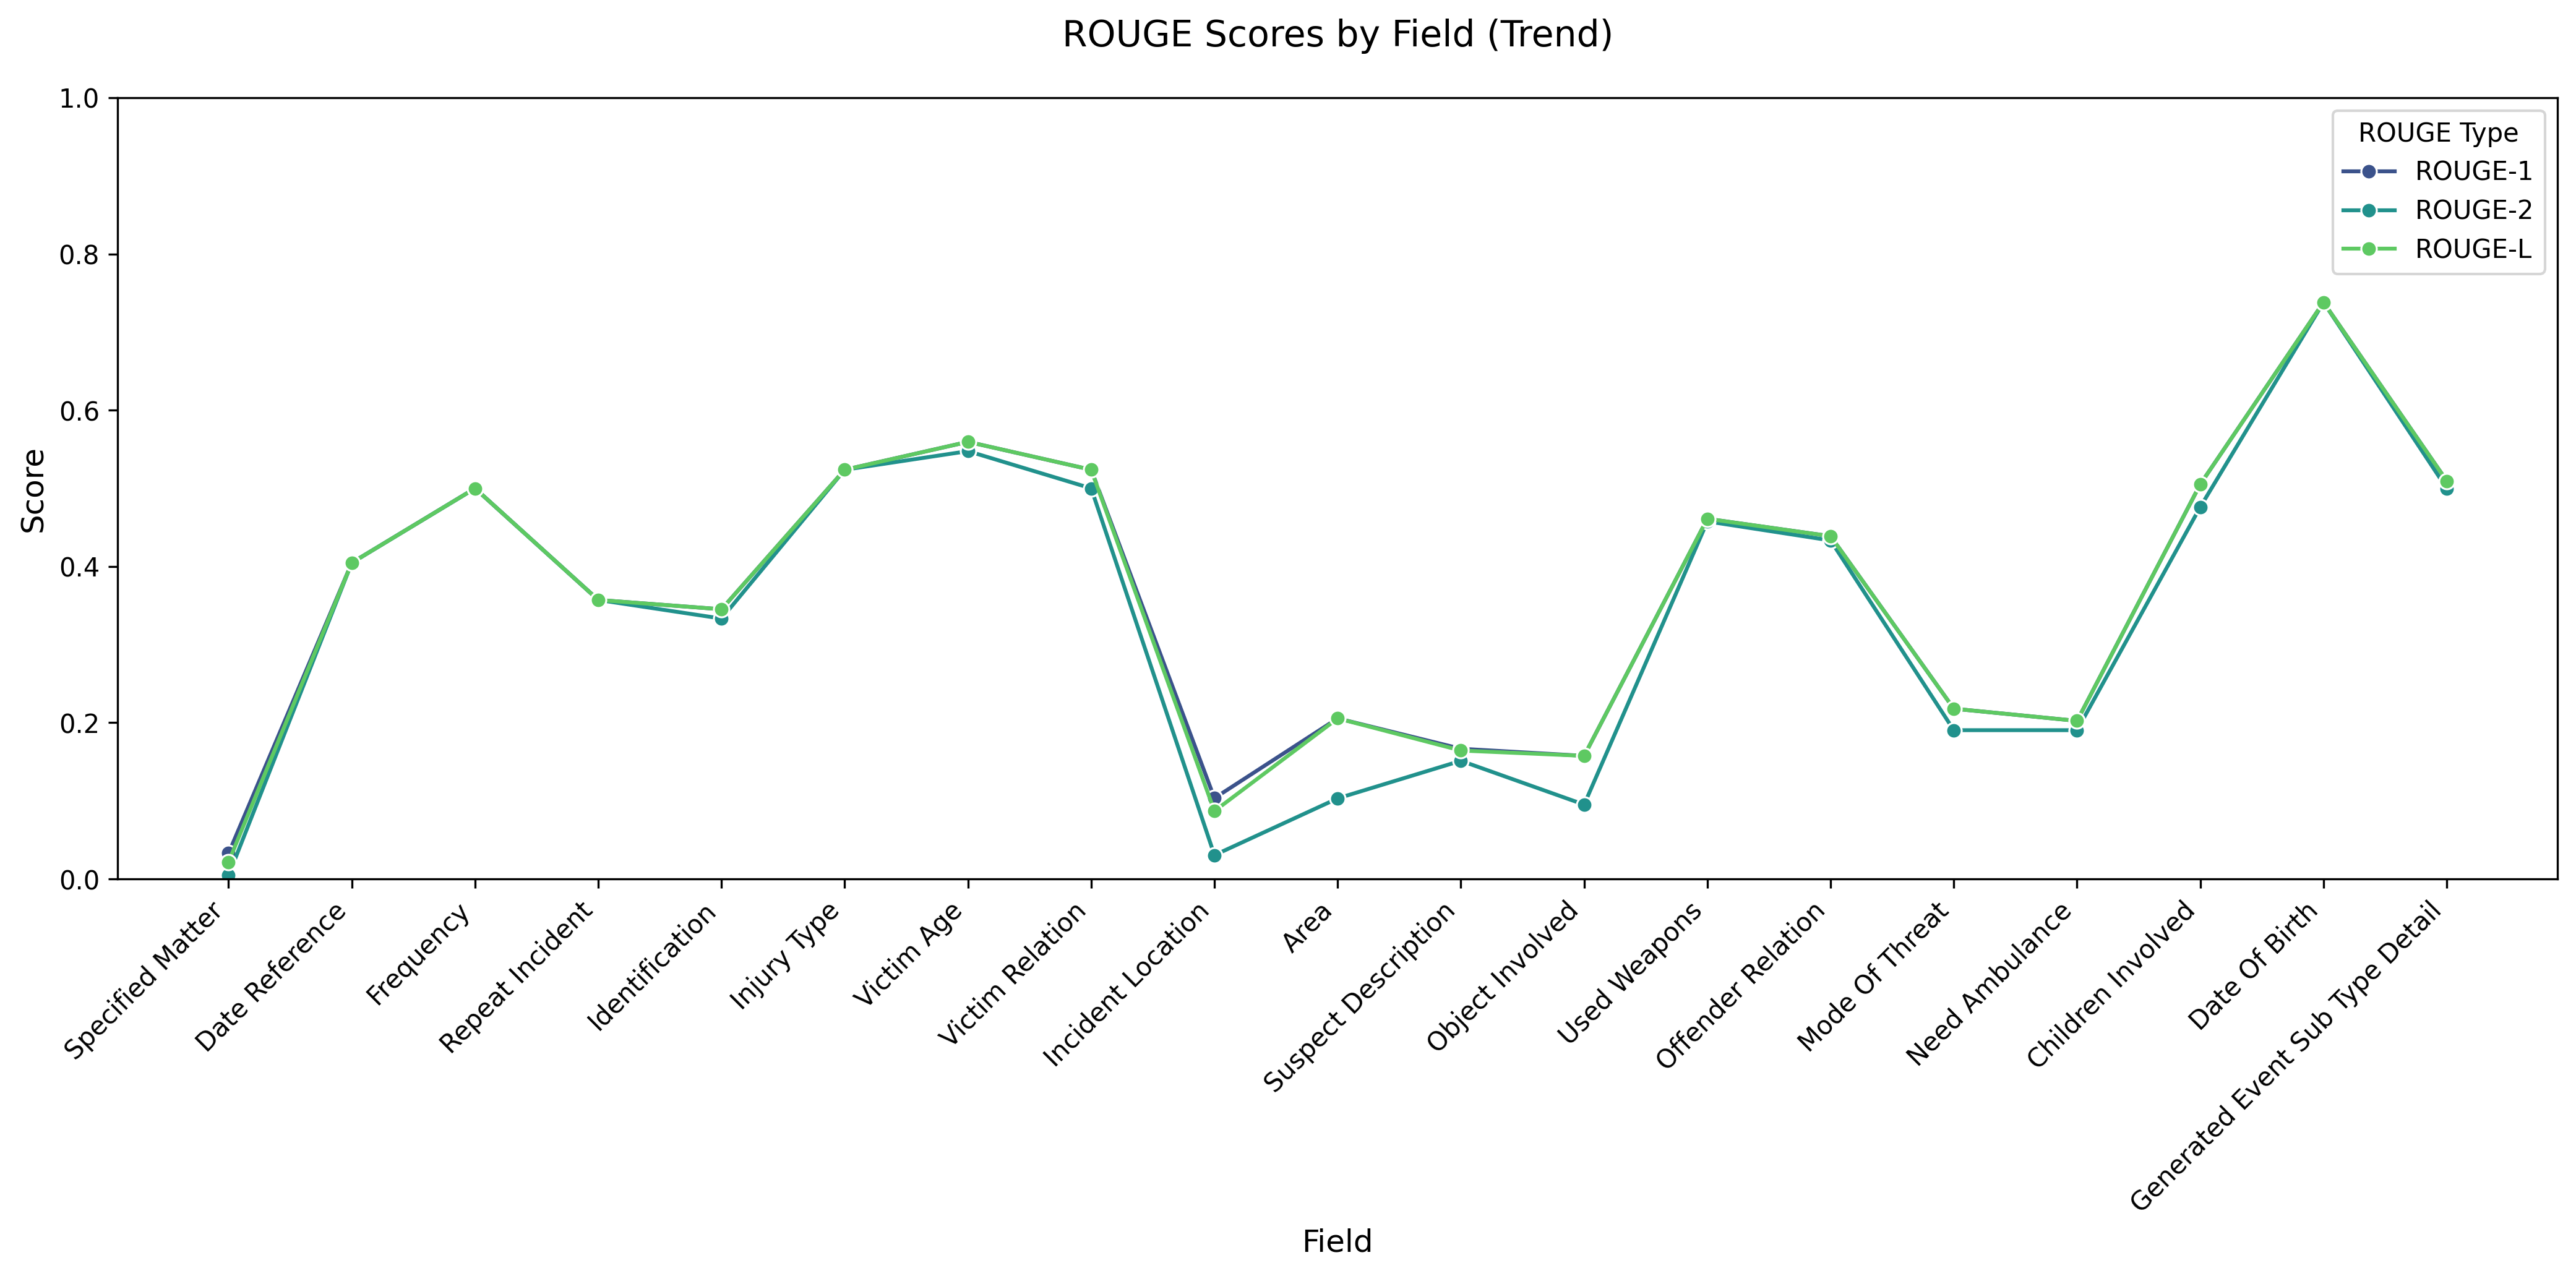 ROUGE Scores by Field (Trend)
1.0
0.8
0.6
0.4
0.2
0.0
Score
ROUGE Type
ROUGE-1
ROUGE-2
ROUGE-L
Specified Matter
Date Reference
Frequency
Repeat Incident
Identification
Injury Type
Victim Age
Victim Relation
Incident Location
Area
Suspect Description
Object Involved
Used Weapons
Offender Relation
Mode Of Threat
Need Ambulance
Children Involved
Date Of Birth
Generated Event Sub Type Detail
Field